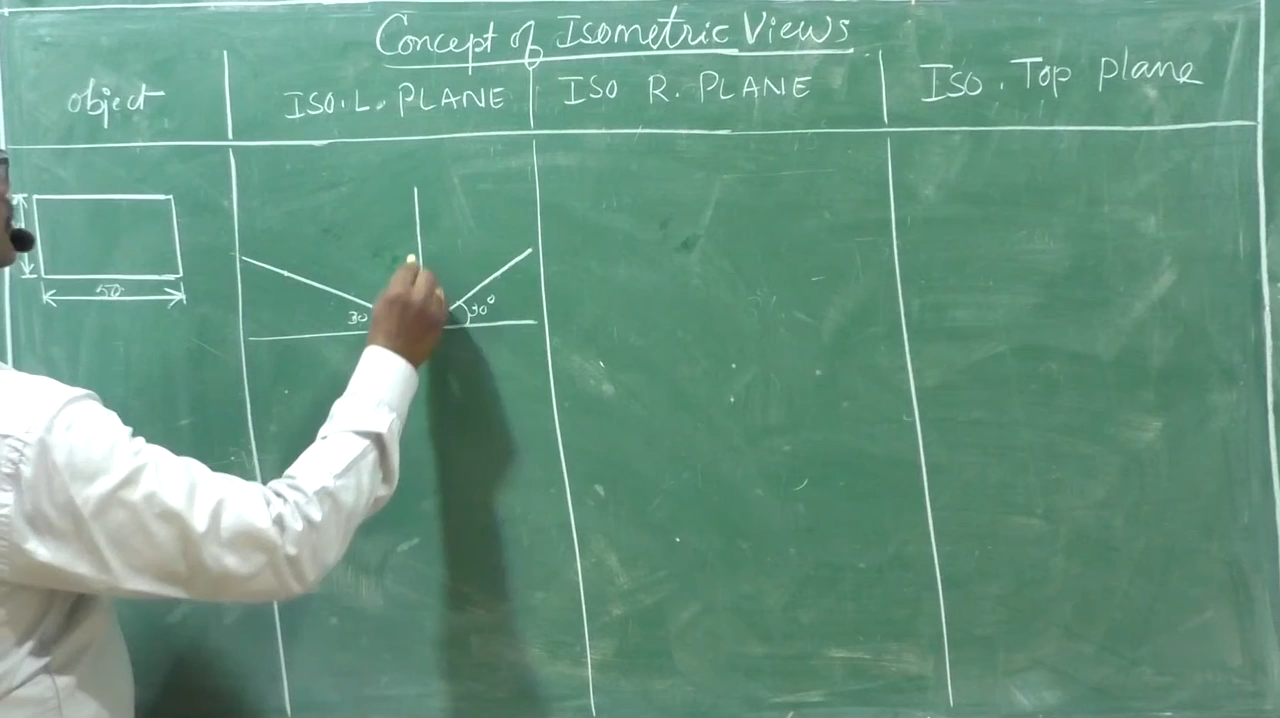 Concept of Isometric Views
object
ISO. L. PLANE
ISO R. PLANE
ISO. Top plane
50
30
30°